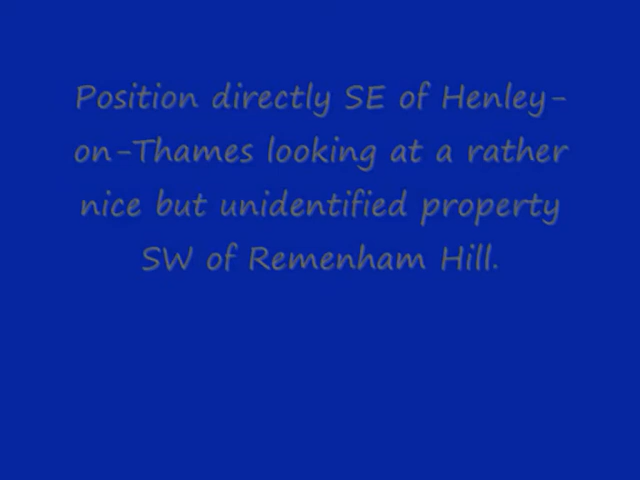 Position directly SE of Henley-
on-Thames looking at a rather
nice but unidentified property
SW of Remenham Hill.